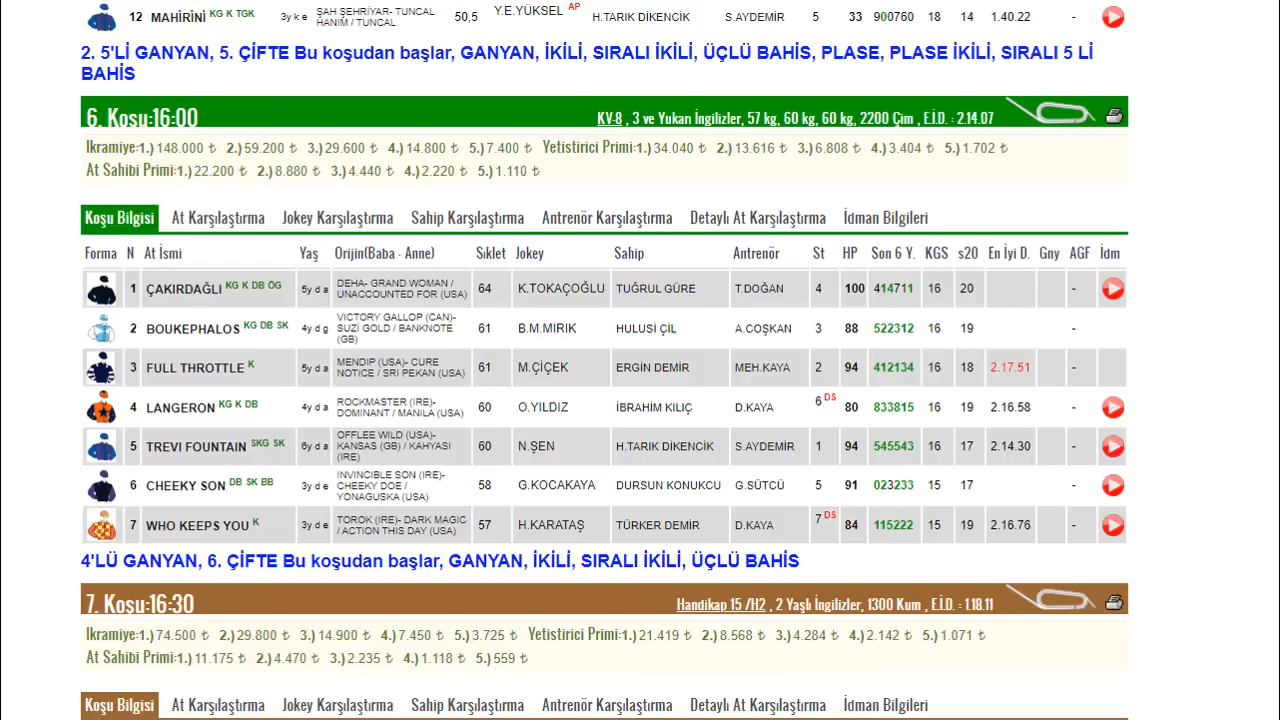 12 MAHİRİNİ KG K TGK 3y k e ŞAH ŞEHRİYAR- TUNCAL HANIM / TUNCAL 50,5 Y.E.YÜKSEL AP H.TARIK DİKENCİK S.AYDEMİR 5 33 900760 18 14 1.40.22 -
2. 5'Lİ GANYAN, 5. ÇİFTE Bu koşudan başlar, GANYAN, İKİLİ, SIRALI İKİLİ, ÜÇLÜ BAHİS, PLASE, PLASE İKİLİ, SIRALI 5 Lİ
BAHİS
6. Koşu:16:00 KV-8 , 3 ve Yukarı İngilizler, 57 kg, 60 kg, 60 kg, 2200 Çim , E.İ.D. : 2.14.07
İkramiye:1.) 148.000 ₺ 2.) 59.200 ₺ 3.) 29.600 ₺ 4.) 14.800 ₺ 5.) 7.400 ₺ Yetistirici Primi:1.) 34.040 ₺ 2.) 13.616 ₺ 3.) 6.808 ₺ 4.) 3.404 ₺ 5.) 1.702 ₺
At Sahibi Primi:1.) 22.200 ₺ 2.) 8.880 ₺ 3.) 4.440 ₺ 4.) 2.220 ₺ 5.) 1.110 ₺
Koşu Bilgisi At Karşılaştırma Jokey Karşılaştırma Sahip Karşılaştırma Antrenör Karşılaştırma Detaylı At Karşılaştırma İdman Bilgileri
Forma N At İsmi Yaş Orijin(Baba - Anne) Sıklet Jokey Sahip Antrenör St HP Son 6 Y. KGS s20 En İyi D. Gny AGF İdm
1 ÇAKIRDAĞLI KG K DB ÖG 5y d a DEHA- GRAND WOMAN / UNACCOUNTED FOR (USA) 64 K.TOKAÇOĞLU TUĞRUL GÜRE T.DOĞAN 4 100 414711 16 20 -
2 BOUKEPHALOS KG DB SK 4y d g VICTORY GALLOP (CAN)- SUZİ GOLD / BANKNOTE (GB) 61 B.M.MIRIK HULUSİ ÇİL A.COŞKAN 3 88 522312 16 19 -
3 FULL THROTTLE K 5y d a MENDIP (USA)- CURE NOTICE / SRI PEKAN (USA) 61 M.ÇİÇEK ERGİN DEMİR MEH.KAYA 2 94 412134 16 18 2.17.51 -
4 LANGERON KG K DB 4y d a ROCKMASTER (IRE)- DOMINANT / MANILA (USA) 60 O.YILDIZ İBRAHİM KILIÇ D.KAYA 6 DS 80 833815 16 19 2.16.58 -
5 TREVI FOUNTAIN SKG SK 6y d a OFFLEE WILD (USA)- KANSAS (GB) / KAHYASI (IRE) 60 N.ŞEN H.TARIK DİKENCİK S.AYDEMİR 1 94 545543 16 17 2.14.30 -
6 CHEEKY SON DB SK BB 3y d e INVINCIBLE SON (IRE)- CHEEKY DOE / YONAGUSKA (USA) 58 G.KOCAKAYA DURSUN KONUKCU G.SÜTCÜ 5 91 023233 15 17 -
7 WHO KEEPS YOU K 3y d e TOROK (IRE)- DARK MAGIC / ACTION THIS DAY (USA) 57 H.KARATAŞ TÜRKER DEMİR D.KAYA 7 DS 84 115222 15 19 2.16.76 -
4'LÜ GANYAN, 6. ÇİFTE Bu koşudan başlar, GANYAN, İKİLİ, SIRALI İKİLİ, ÜÇLÜ BAHİS
7. Koşu:16:30 Handikap 15 /H2 , 2 Yaşlı İngilizler, 1300 Kum , E.İ.D. : 1.18.11
İkramiye:1.) 74.500 ₺ 2.) 29.800 ₺ 3.) 14.900 ₺ 4.) 7.450 ₺ 5.) 3.725 ₺ Yetistirici Primi:1.) 21.419 ₺ 2.) 8.568 ₺ 3.) 4.284 ₺ 4.) 2.142 ₺ 5.) 1.071 ₺
At Sahibi Primi:1.) 11.175 ₺ 2.) 4.470 ₺ 3.) 2.235 ₺ 4.) 1.118 ₺ 5.) 559 ₺
Koşu Bilgisi At Karşılaştırma Jokey Karşılaştırma Sahip Karşılaştırma Antrenör Karşılaştırma Detaylı At Karşılaştırma İdman Bilgileri